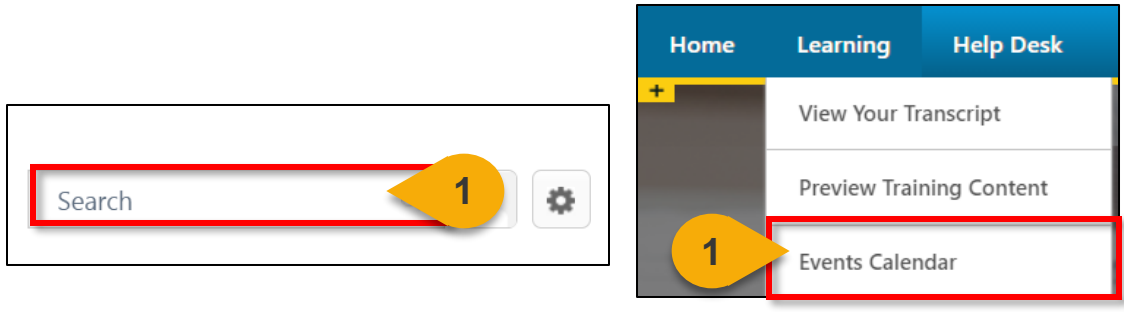 Search
1
Home Learning Help Desk
+
View Your Transcript
Preview Training Content
1
Events Calendar